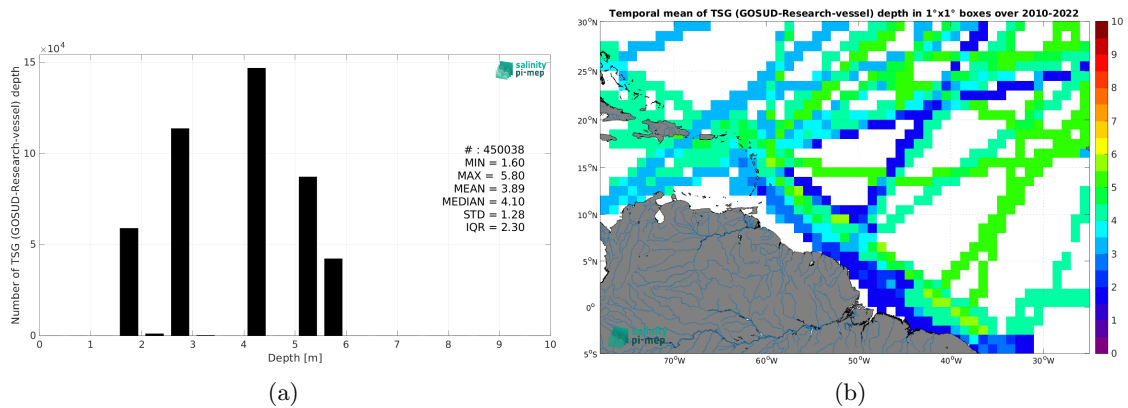 ×10⁴
15
10
5
0
Number of TSG (GOSUD-Research-vessel) depth
salinity
pi-mep
# : 450038
MIN = 1.60
MAX = 5.80
MEAN = 3.89
MEDIAN = 4.10
STD = 1.28
IQR = 2.30
0 1 2 3 4 5 6 7 8 9 10
Depth [m]
(a)
Temporal mean of TSG (GOSUD-Research-vessel) depth in 1°x1° boxes over 2010-2022
30°N
25°N
20°N
15°N
10°N
5°N
0°
5°S
70°W 60°W 50°W 40°W 30°W
salinity
pi-mep
10
9
8
7
6
5
4
3
2
1
0
(b)